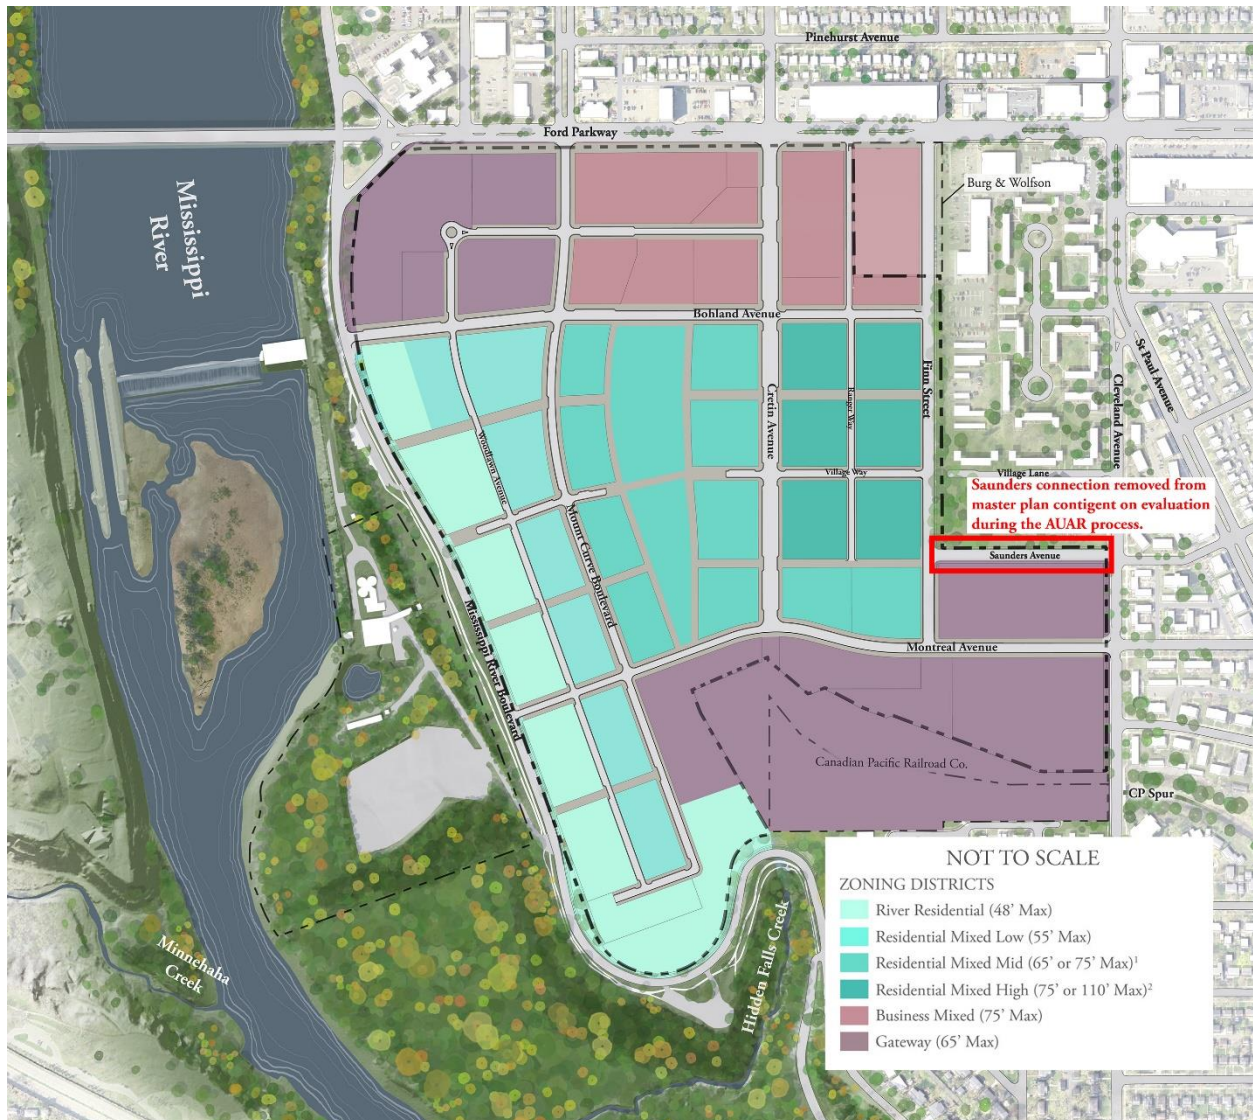 Pinehurst Avenue
Ford Parkway
Mississippi
River
Burg & Wolfson
Bohland Avenue
St Paul Avenue
Cleveland Avenue
Finn Street
Cretin Avenue
Ranger Way
Woodlawn Avenue
Village Way
Village Lane
Saunders connection removed from
master plan contigent on evaluation
during the AUAR process.
Mount Curve Boulevard
Saunders Avenue
Mississippi River Boulevard
Montreal Avenue
Canadian Pacific Railroad Co.
CP Spur
Minnehaha
Creek
Hidden Falls Creek
NOT TO SCALE
ZONING DISTRICTS
River Residential (48' Max)
Residential Mixed Low (55' Max)
Residential Mixed Mid (65' or 75' Max)¹
Residential Mixed High (75' or 110' Max)²
Business Mixed (75' Max)
Gateway (65' Max)